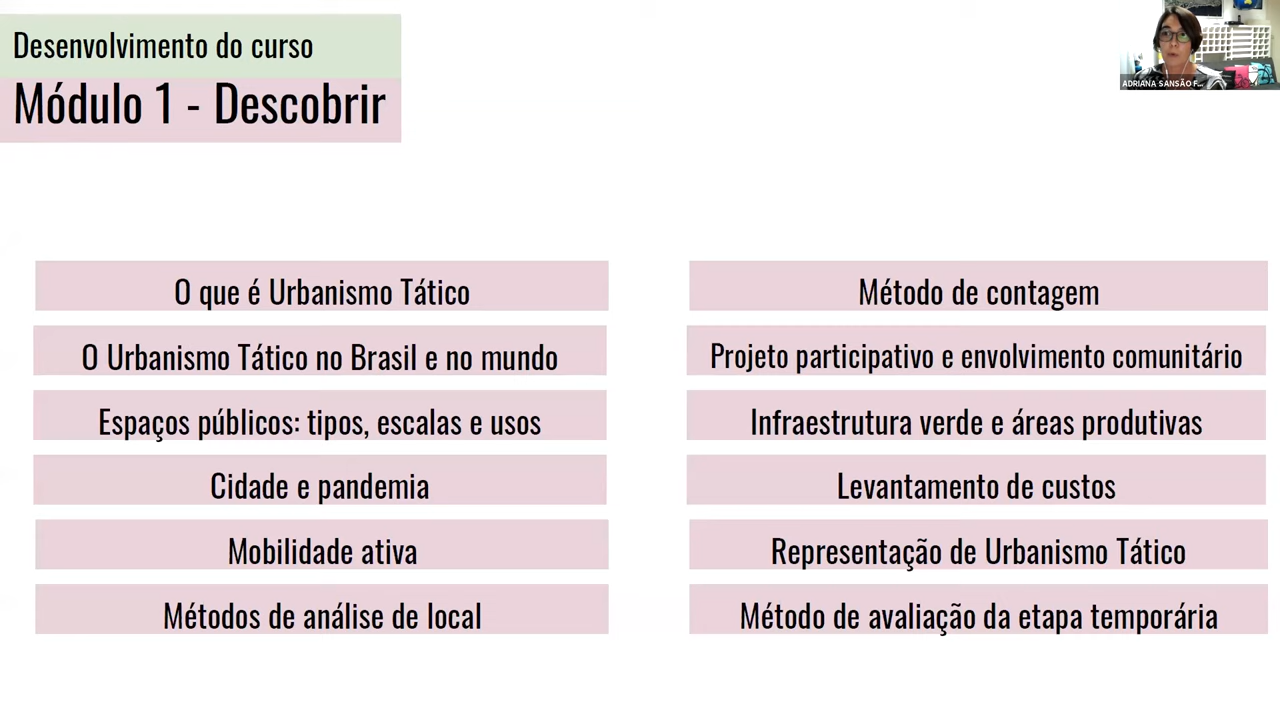 Desenvolvimento do curso
Módulo 1 - Descobrir
ADRIANA SANSÃO F...
O que é Urbanismo Tático
O Urbanismo Tático no Brasil e no mundo
Espaços públicos: tipos, escalas e usos
Cidade e pandemia
Mobilidade ativa
Métodos de análise de local
Método de contagem
Projeto participativo e envolvimento comunitário
Infraestrutura verde e áreas produtivas
Levantamento de custos
Representação de Urbanismo Tático
Método de avaliação da etapa temporária